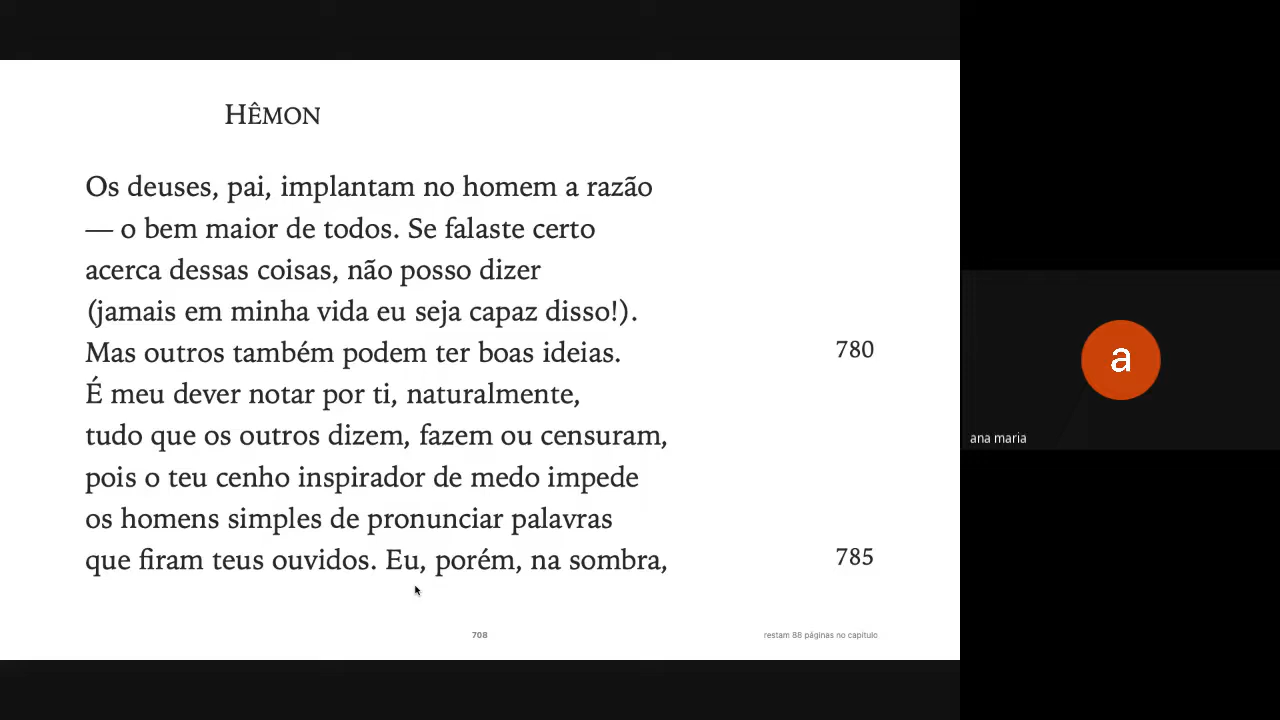 HÊMON
Os deuses, pai, implantam no homem a razão
— o bem maior de todos. Se falaste certo
acerca dessas coisas, não posso dizer
(jamais em minha vida eu seja capaz disso!).
Mas outros também podem ter boas ideias. 780
É meu dever notar por ti, naturalmente,
tudo que os outros dizem, fazem ou censuram,
pois o teu cenho inspirador de medo impede
os homens simples de pronunciar palavras
que firam teus ouvidos. Eu, porém, na sombra, 785
708 restam 88 páginas no capítulo
a
ana maria